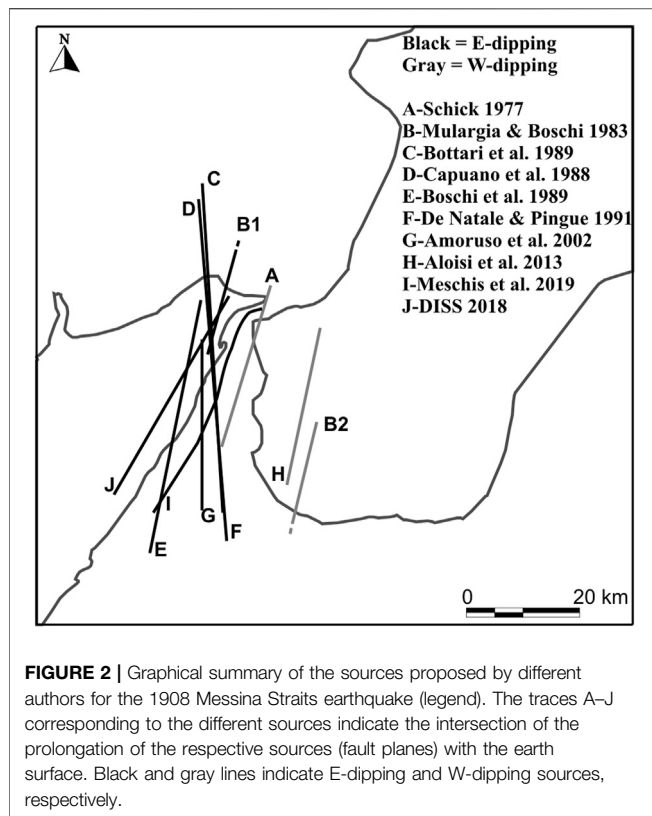 N
Black = E-dipping
Gray = W-dipping
A-Schick 1977
B-Mulargia & Boschi 1983
C-Bottari et al. 1989
D-Capuano et al. 1988
E-Boschi et al. 1989
F-De Natale & Pingue 1991
G-Amoruso et al. 2002
H-Aloisi et al. 2013
I-Meschis et al. 2019
J-DISS 2018
C
D
B1
A
B2
H
J
I
G
F
E
0 20 km
FIGURE 2 | Graphical summary of the sources proposed by different
authors for the 1908 Messina Straits earthquake (legend). The traces A–J
corresponding to the different sources indicate the intersection of the
prolongation of the respective sources (fault planes) with the earth
surface. Black and gray lines indicate E-dipping and W-dipping sources,
respectively.